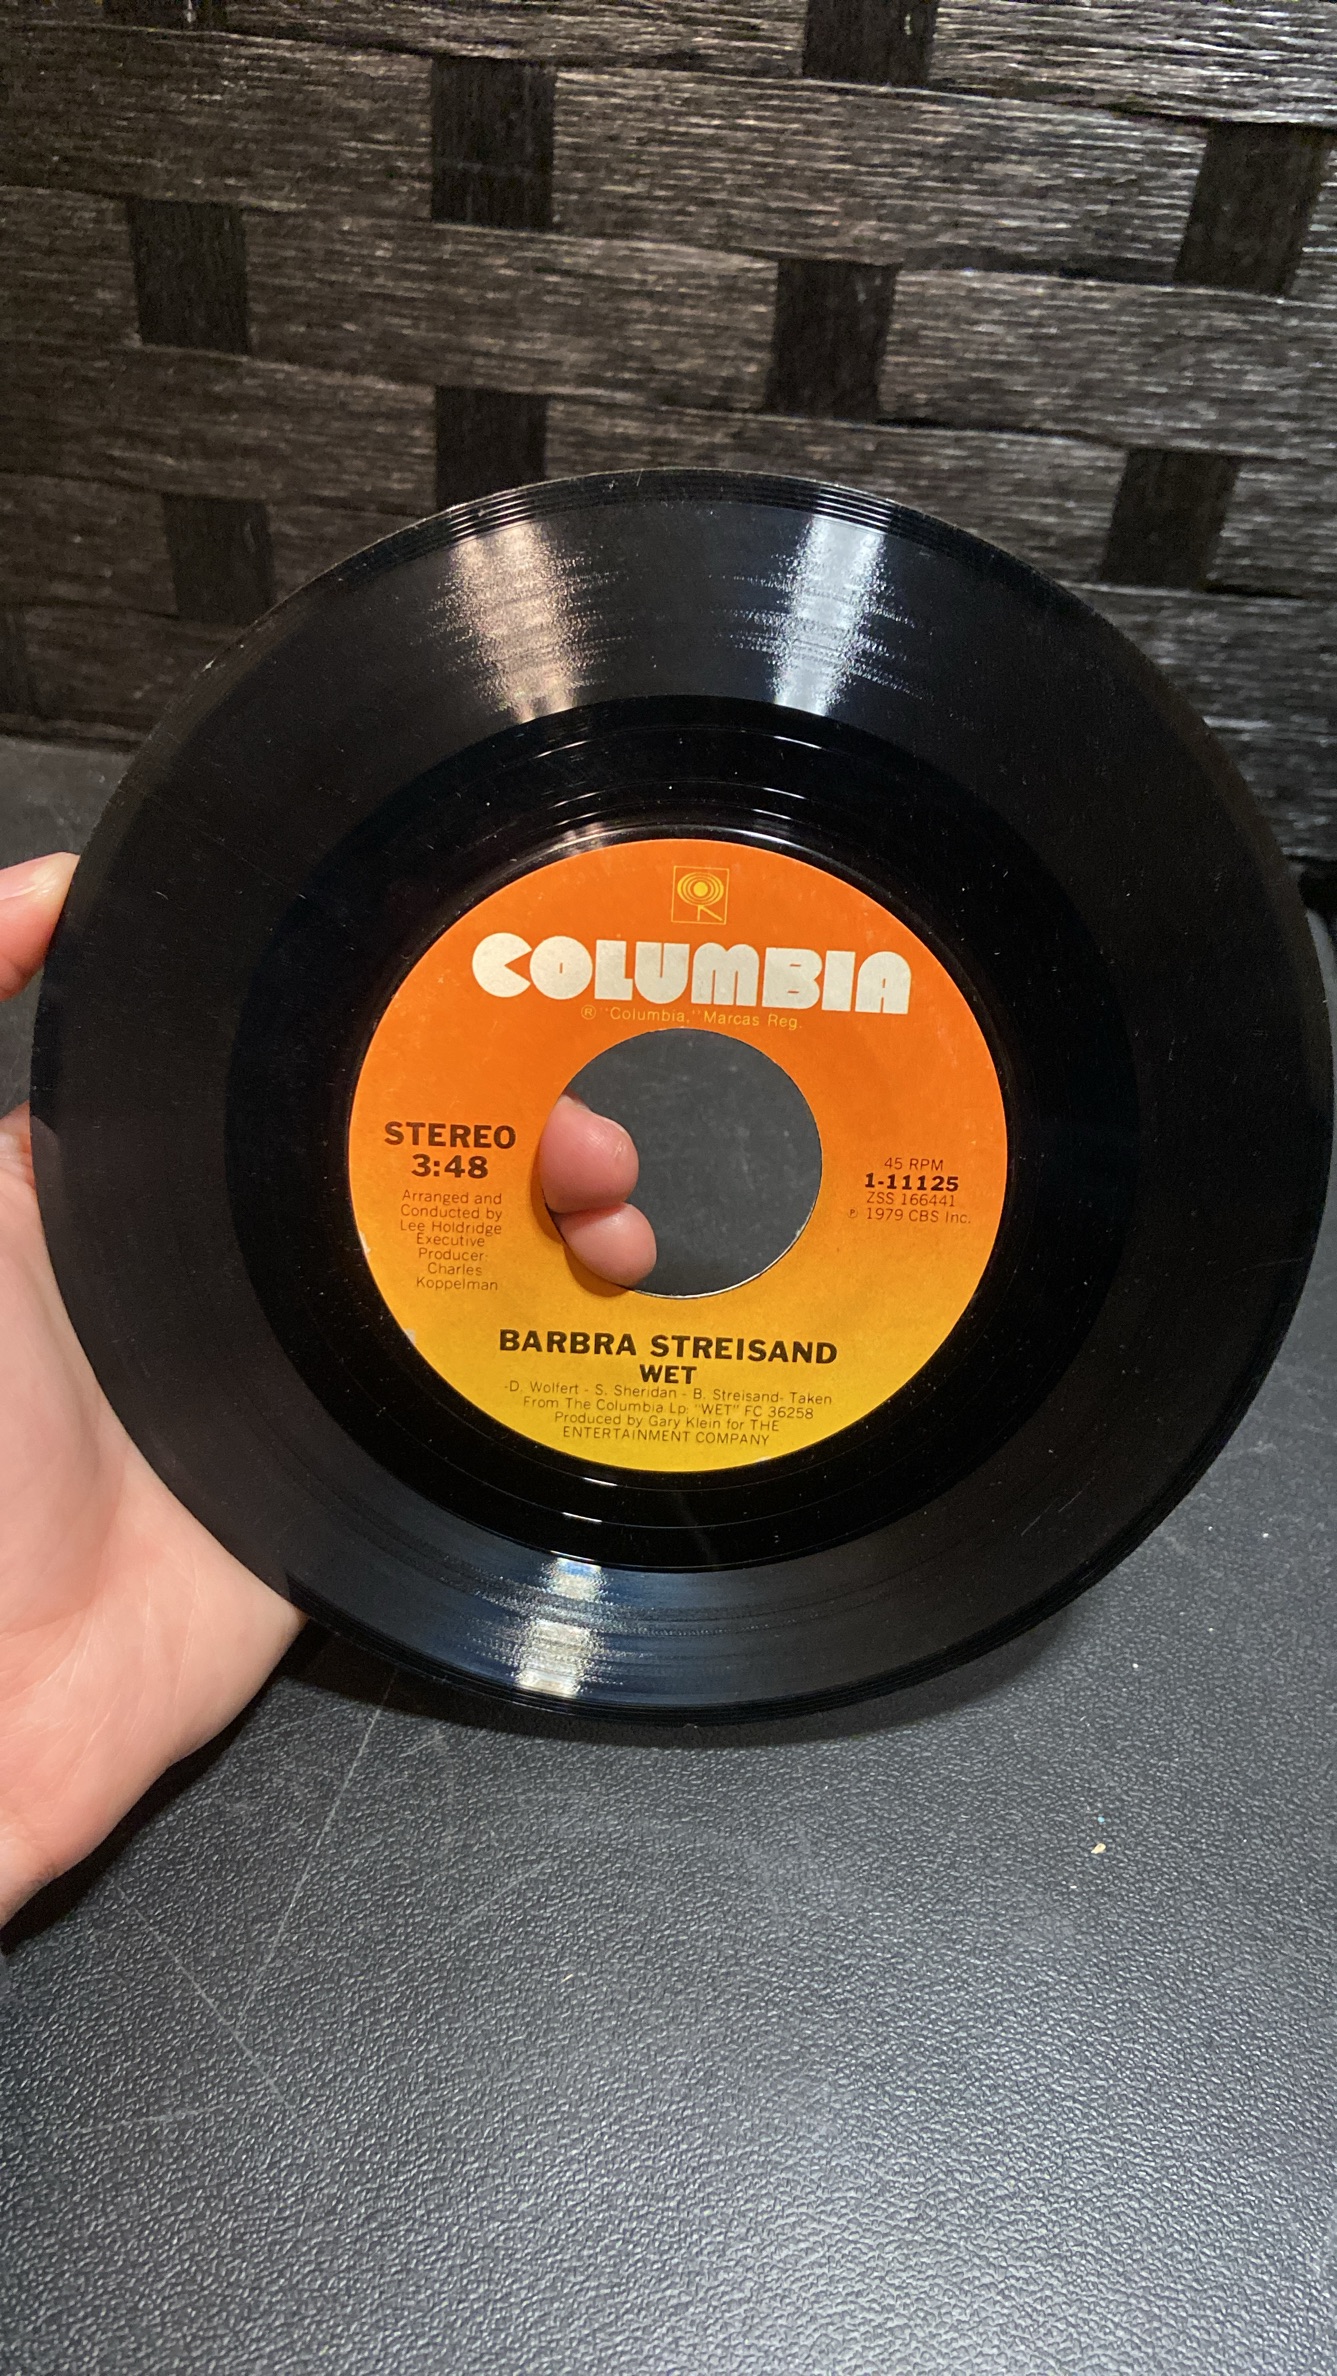 COLUMBIA
® "Columbia," Marcas Reg.
STEREO
3:48
Arranged and
Conducted by
Lee Holdridge
Executive
Producer:
Charles
Koppelman
45 RPM
1-11125
ZSS 166441
℗ 1979 CBS Inc.
BARBRA STREISAND
WET
-D. Wolfert - S. Sheridan - B. Streisand- Taken
From The Columbia Lp: "WET" FC 36258
Produced by Gary Klein for THE
ENTERTAINMENT COMPANY